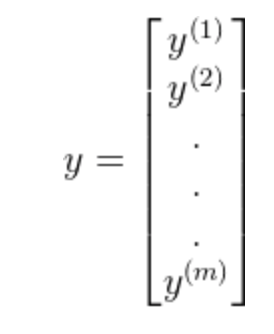 y⁽¹⁾
y⁽²⁾
.
y = .
.
y⁽ᵐ⁾